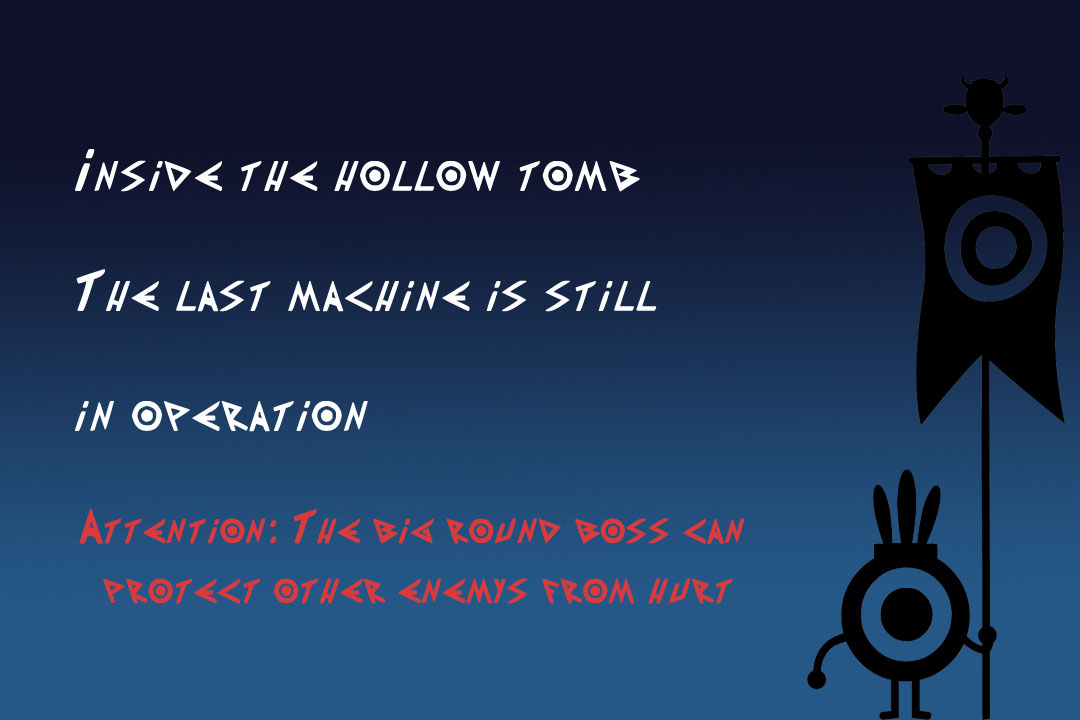 Inside the hollow tomb
The last machine is still
in operation
Attention: The big round boss can
protect other enemys from hurt